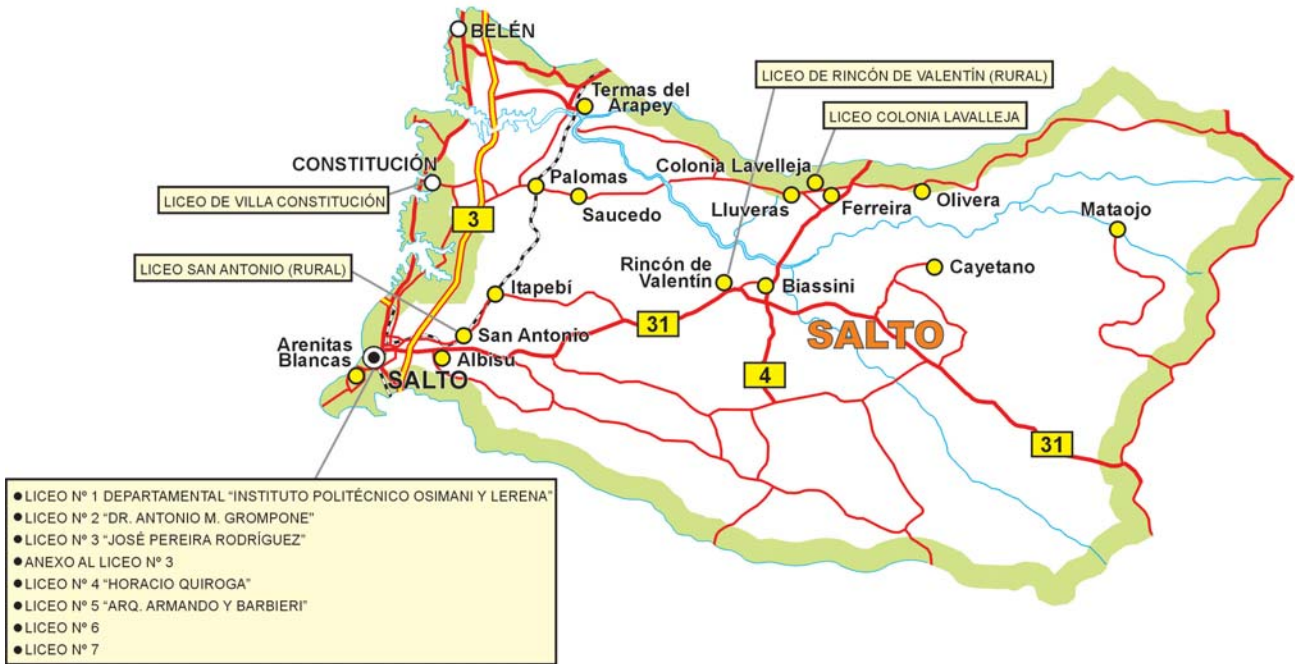 BELÉN
LICEO DE RINCÓN DE VALENTÍN (RURAL)
Termas del
Arapey
LICEO COLONIA LAVALLEJA
CONSTITUCIÓN
Colonia Lavelleja
Palomas
LICEO DE VILLA CONSTITUCIÓN
Saucedo
Lluveras
Ferreira
Olivera
Mataojo
3
LICEO SAN ANTONIO (RURAL)
Rincón de
Valentín
Biassini
Cayetano
Itapebí
31
SALTO
San Antonio
Arenitas
Blancas
Albisu
SALTO
4
31
●LICEO Nº 1 DEPARTAMENTAL "INSTITUTO POLITÉCNICO OSIMANI Y LERENA"
●LICEO Nº 2 "DR. ANTONIO M. GROMPONE"
●LICEO Nº 3 "JOSÉ PEREIRA RODRÍGUEZ"
●ANEXO AL LICEO Nº 3
●LICEO Nº 4 "HORACIO QUIROGA"
●LICEO Nº 5 "ARQ. ARMANDO Y BARBIERI"
●LICEO Nº 6
●LICEO Nº 7